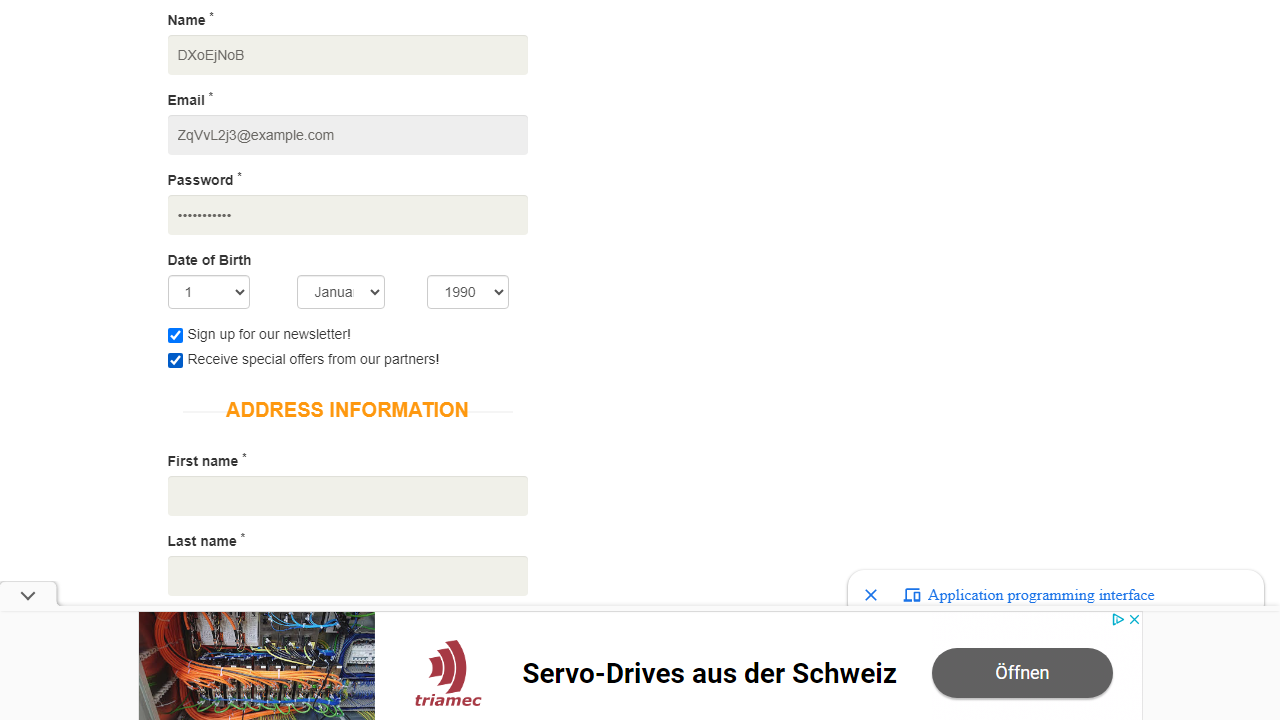 Name *
DXoEjNoB
Email *
ZqVvL2j3@example.com
Password *
•••••••••••
Date of Birth
1 Janua 1990
Sign up for our newsletter!
Receive special offers from our partners!
ADDRESS INFORMATION
First name *
Last name *
Application programming interface
triamec
Servo-Drives aus der Schweiz
Öffnen